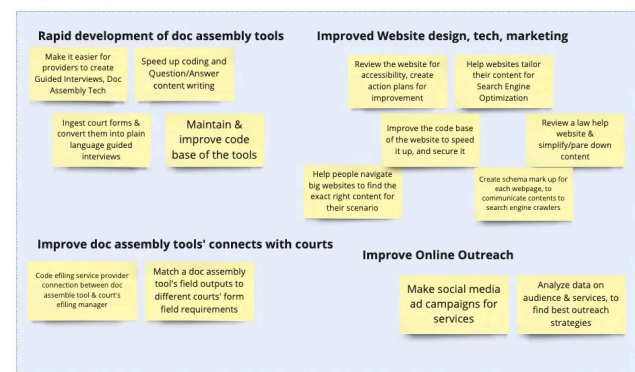 Rapid development of doc assembly tools
Make it easier for
providers to create
Guided Interviews, Doc
Assembly Tech
Speed up coding and
Question/Answer
content writing
Ingest court forms &
convert them into plain
language guided
interviews
Maintain &
improve code
base of the tools
Improved Website design, tech, marketing
Review the website for
accessibility, create
action plans for
improvement
Help websites tailor
their content for
Search Engine
Optimization
Improve the code base
of the website to speed
it up, and secure it
Review a law help
website &
simplify/pare down
content
Help people navigate
big websites to find the
exact right content for
their scenario
Create schema mark up for
each webpage, to
communicate contents to
search engine crawlers
Improve doc assembly tools' connects with courts
Code efiling service provider
connection between doc
assemble tool & court's
efiling manager
Match a doc assembly
tool's field outputs to
different courts' form
field requirements
Improve Online Outreach
Make social media
ad campaigns for
services
Analyze data on
audience & services, to
find best outreach
strategies